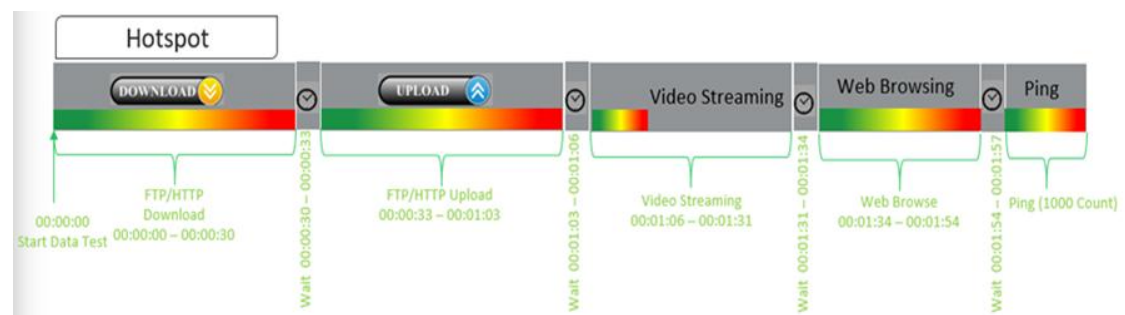 Hotspot
DOWNLOAD
UPLOAD
Video Streaming
Web Browsing
Ping
00:00:00
Start Data Test
FTP/HTTP
Download
00:00:00 – 00:00:30
Wait 00:00:30 – 00:00:33
FTP/HTTP Upload
00:00:33 – 00:01:03
Wait 00:01:03 – 00:01:06
Video Streaming
00:01:06 – 00:01:31
Wait 00:01:31 – 00:01:34
Web Browse
00:01:34 – 00:01:54
Wait 00:01:54 – 00:01:57
Ping (1000 Count)